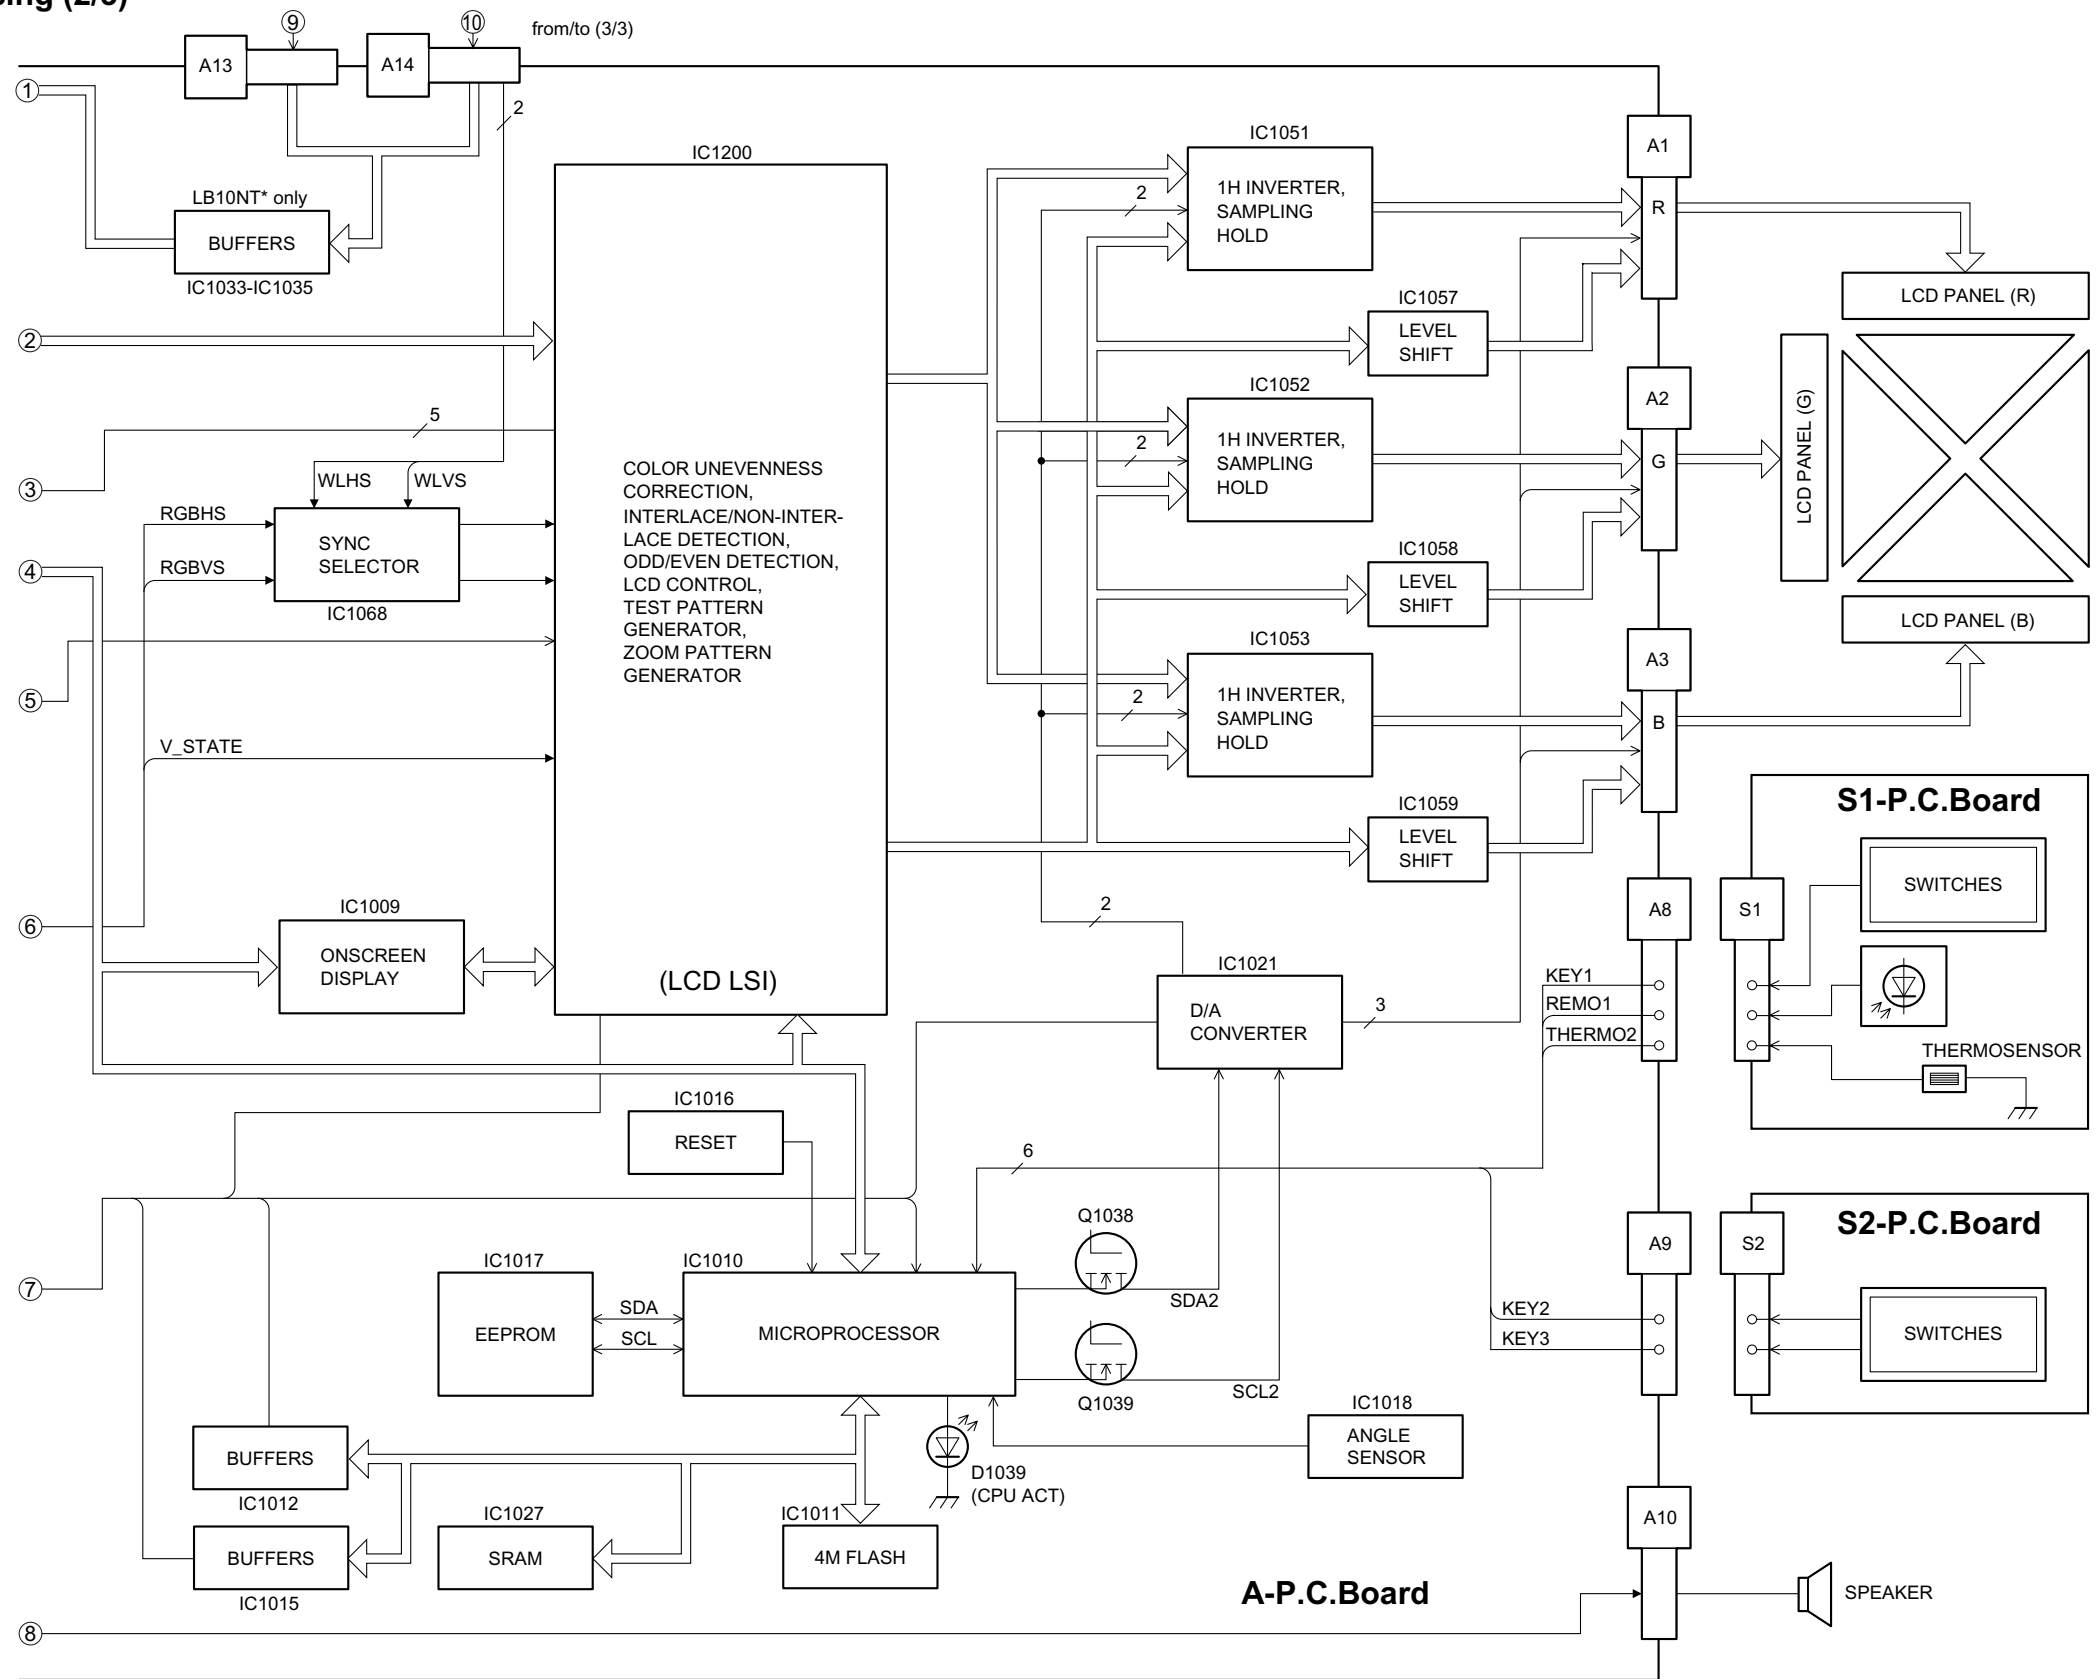 9
10
from/to (3/3)
A13
A14
1
2
LB10NT* only
BUFFERS
IC1033-IC1035
IC1200
IC1051
1H INVERTER,
SAMPLING
HOLD
2
A1
R
2
IC1057
LEVEL
SHIFT
LCD PANEL (R)
IC1052
1H INVERTER,
SAMPLING
HOLD
2
A2
G
LCD PANEL (G)
3
5
WLHS
WLVS
RGBHS
RGBVS
SYNC
SELECTOR
IC1068
4
5
COLOR UNEVENNESS
CORRECTION,
INTERLACE/NON-INTER-
LACE DETECTION,
ODD/EVEN DETECTION,
LCD CONTROL,
TEST PATTERN
GENERATOR,
ZOOM PATTERN
GENERATOR
(LCD LSI)
IC1058
LEVEL
SHIFT
LCD PANEL (B)
IC1053
1H INVERTER,
SAMPLING
HOLD
2
A3
B
V_STATE
IC1059
LEVEL
SHIFT
S1-P.C.Board
SWITCHES
A8
S1
6
IC1009
ONSCREEN
DISPLAY
2
IC1021
D/A
CONVERTER
3
KEY1
REMO1
THERMO2
THERMOSENSOR
IC1016
RESET
6
7
Q1038
SDA2
A9
S2
S2-P.C.Board
SWITCHES
KEY2
KEY3
IC1017
EEPROM
SDA
SCL
IC1010
MICROPROCESSOR
Q1039
SCL2
IC1018
ANGLE
SENSOR
D1039
(CPU ACT)
BUFFERS
IC1012
BUFFERS
IC1015
IC1027
SRAM
IC1011
4M FLASH
A10
A-P.C.Board
SPEAKER
8